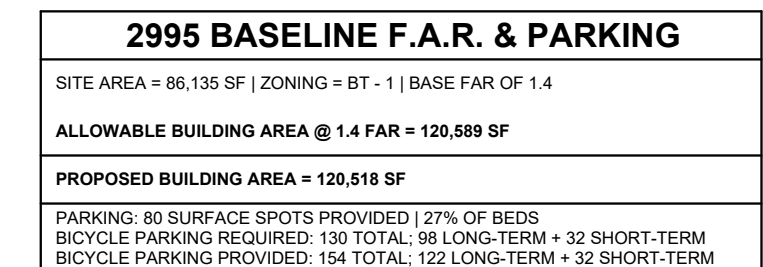 2995 BASELINE F.A.R. & PARKING
SITE AREA = 86,135 SF | ZONING = BT - 1 | BASE FAR OF 1.4
ALLOWABLE BUILDING AREA @ 1.4 FAR = 120,589 SF
PROPOSED BUILDING AREA = 120,518 SF
PARKING: 80 SURFACE SPOTS PROVIDED | 27% OF BEDS
BICYCLE PARKING REQUIRED: 130 TOTAL; 98 LONG-TERM + 32 SHORT-TERM
BICYCLE PARKING PROVIDED: 154 TOTAL; 122 LONG-TERM + 32 SHORT-TERM